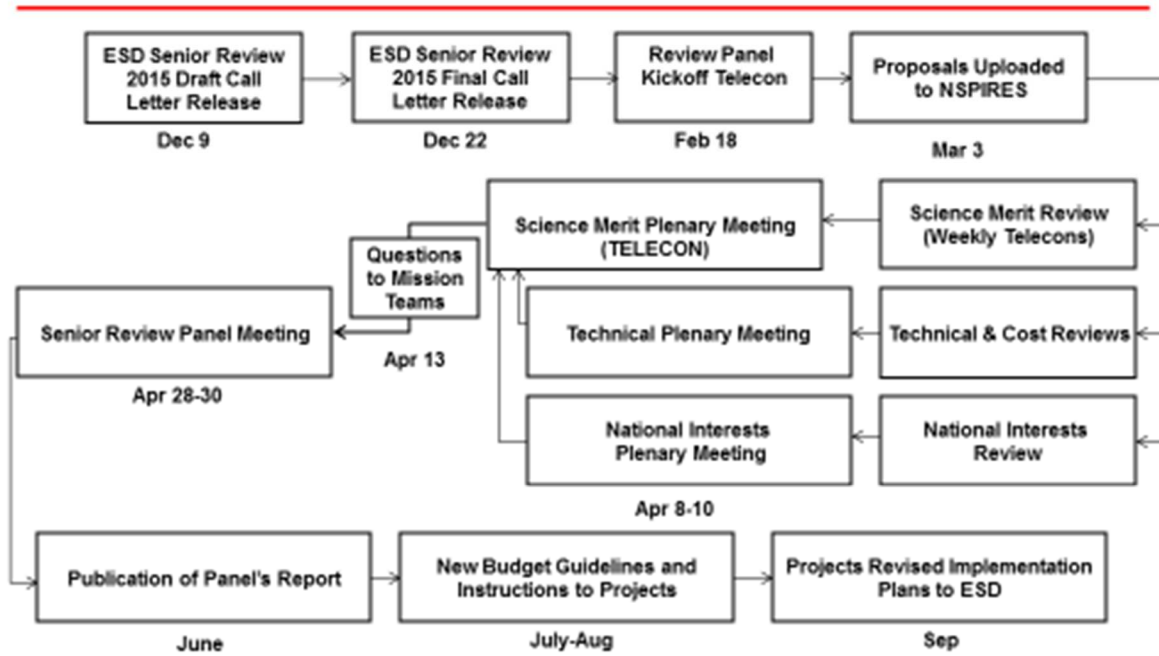 ESD Senior Review
2015 Draft Call
Letter Release
Dec 9
ESD Senior Review
2015 Final Call
Letter Release
Dec 22
Review Panel
Kickoff Telecon
Feb 18
Proposals Uploaded
to NSPIRES
Mar 3
Science Merit Review
(Weekly Telecons)
Science Merit Plenary Meeting
(TELECON)
Technical & Cost Reviews
Technical Plenary Meeting
National Interests
Review
National Interests
Plenary Meeting
Apr 8-10
Questions
to Mission
Teams
Apr 13
Senior Review Panel Meeting
Apr 28-30
Publication of Panel's Report
June
New Budget Guidelines and
Instructions to Projects
July-Aug
Projects Revised Implementation
Plans to ESD
Sep